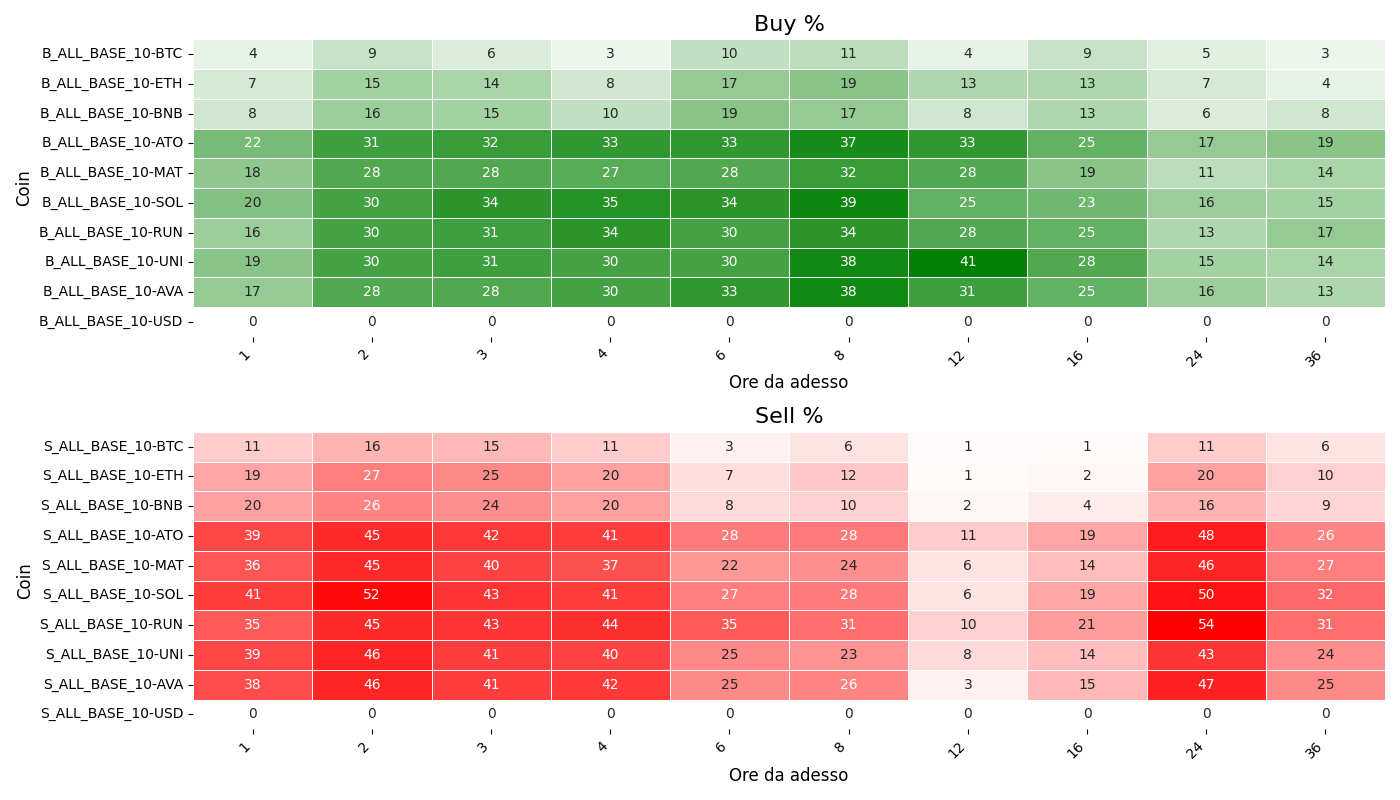 Buy %
Coin
B_ALL_BASE_10-BTC 4 9 6 3 10 11 4 9 5 3
B_ALL_BASE_10-ETH 7 15 14 8 17 19 13 13 7 4
B_ALL_BASE_10-BNB 8 16 15 10 19 17 8 13 6 8
B_ALL_BASE_10-ATO 22 31 32 33 33 37 33 25 17 19
B_ALL_BASE_10-MAT 18 28 28 27 28 32 28 19 11 14
B_ALL_BASE_10-SOL 20 30 34 35 34 39 25 23 16 15
B_ALL_BASE_10-RUN 16 30 31 34 30 34 28 25 13 17
B_ALL_BASE_10-UNI 19 30 31 30 30 38 41 28 15 14
B_ALL_BASE_10-AVA 17 28 28 30 33 38 31 25 16 13
B_ALL_BASE_10-USD 0 0 0 0 0 0 0 0 0 0
1 2 3 4 6 8 12 16 24 36
Ore da adesso
Sell %
Coin
S_ALL_BASE_10-BTC 11 16 15 11 3 6 1 1 11 6
S_ALL_BASE_10-ETH 19 27 25 20 7 12 1 2 20 10
S_ALL_BASE_10-BNB 20 26 24 20 8 10 2 4 16 9
S_ALL_BASE_10-ATO 39 45 42 41 28 28 11 19 48 26
S_ALL_BASE_10-MAT 36 45 40 37 22 24 6 14 46 27
S_ALL_BASE_10-SOL 41 52 43 41 27 28 6 19 50 32
S_ALL_BASE_10-RUN 35 45 43 44 35 31 10 21 54 31
S_ALL_BASE_10-UNI 39 46 41 40 25 23 8 14 43 24
S_ALL_BASE_10-AVA 38 46 41 42 25 26 3 15 47 25
S_ALL_BASE_10-USD 0 0 0 0 0 0 0 0 0 0
1 2 3 4 6 8 12 16 24 36
Ore da adesso